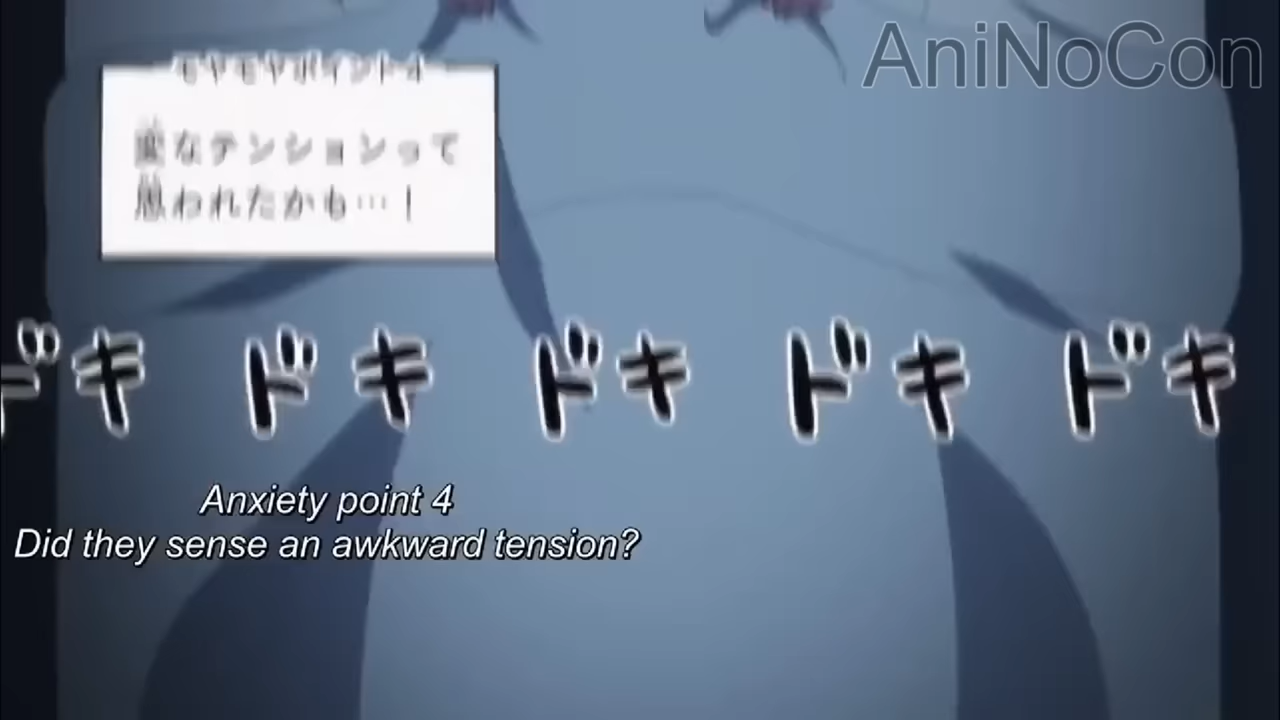 AniNoCon
モヤモヤポイント4
変なテンションって
思われたかも…!
ドキ ドキ ドキ ドキ ドキ
Anxiety point 4
Did they sense an awkward tension?